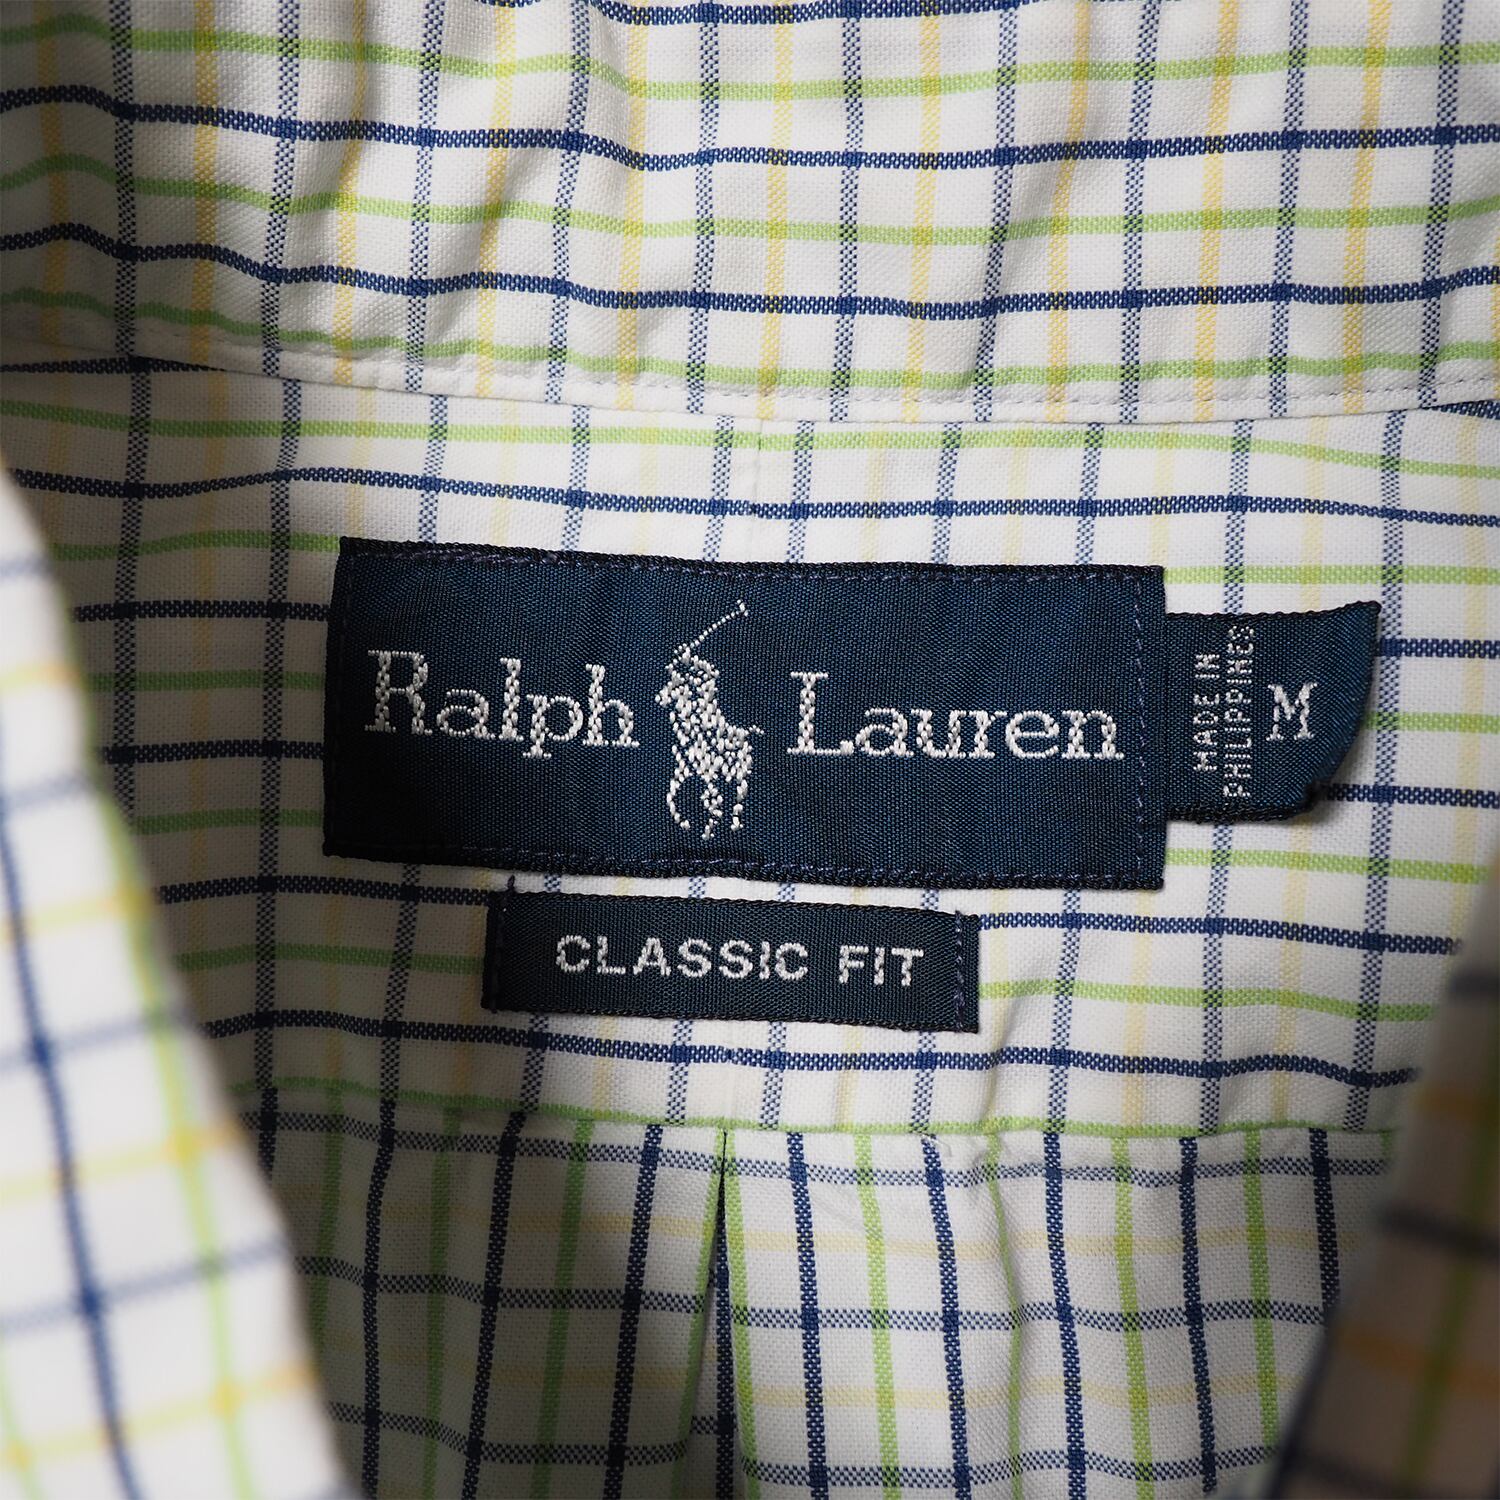 Ralph Lauren
MADE IN
PHILIPPINES
M
CLASSIC FIT